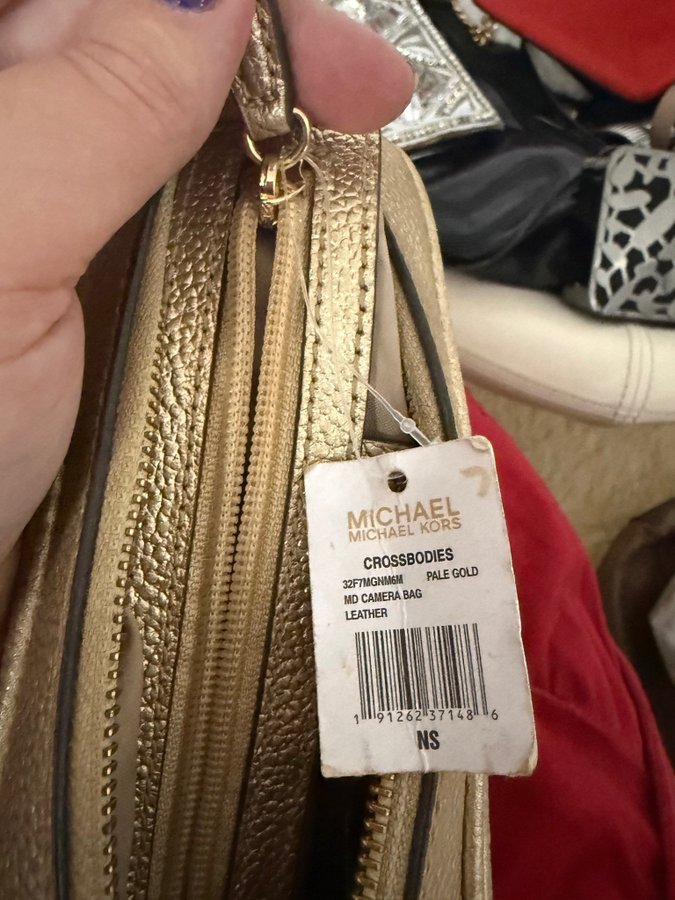 MICHAEL
MICHAEL KORS
CROSSBODIES
32F7MGNM6M PALE GOLD
MD CAMERA BAG
LEATHER
1 91262 37148 6
NS